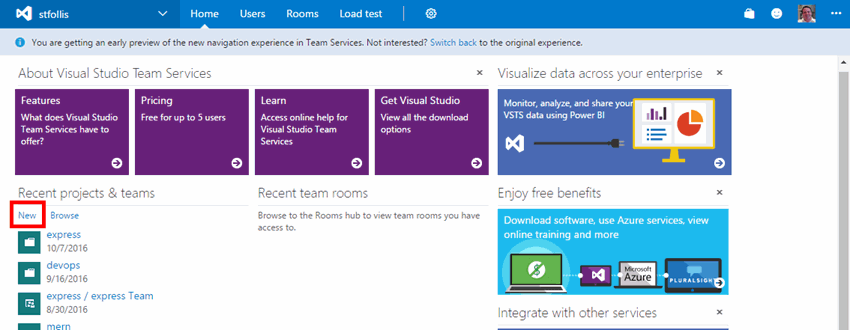 stfollis
Home
Users
Rooms
Load test
You are getting an early preview of the new navigation experience in Team Services. Not interested? Switch back to the original experience.
About Visual Studio Team Services
Features
What does Visual Studio
Team Services have to
offer?
Pricing
Free for up to 5 users
Learn
Access online help for
Visual Studio Team
Services
Get Visual Studio
View all the download
options
Visualize data across your enterprise
Monitor, analyze, and share your
VSTS data using Power BI
Recent projects & teams
New
Browse
express
10/7/2016
devops
9/16/2016
express / express Team
8/30/2016
mern
Recent team rooms
Browse to the Rooms hub to view team rooms you have
access to.
Enjoy free benefits
Download software, use Azure services, view
online training and more
Microsoft
Azure
PLURALSIGHT
Integrate with other services